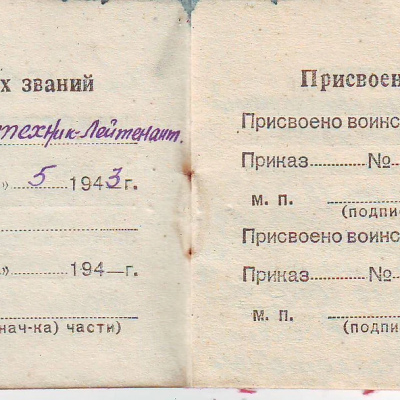 х званий
техник-Лейтенант.
» 5 1943 г.
» 194—г.
нач-ка) части)
Присвоен
Присвоено воинс
Приказ №
м. п.
(подпис
Присвоено воинс
Приказ №
м. п.
(подпи